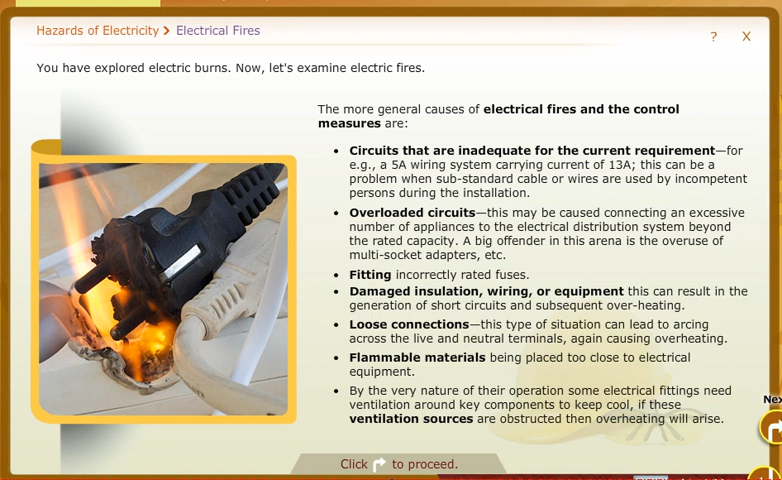 Hazards of Electricity > Electrical Fires
? X
You have explored electric burns. Now, let's examine electric fires.
The more general causes of electrical fires and the control
measures are:
• Circuits that are inadequate for the current requirement—for
e.g., a 5A wiring system carrying current of 13A; this can be a
problem when sub-standard cable or wires are used by incompetent
persons during the installation.
• Overloaded circuits—this may be caused connecting an excessive
number of appliances to the electrical distribution system beyond
the rated capacity. A big offender in this arena is the overuse of
multi-socket adapters, etc.
• Fitting incorrectly rated fuses.
• Damaged insulation, wiring, or equipment this can result in the
generation of short circuits and subsequent over-heating.
• Loose connections—this type of situation can lead to arcing
across the live and neutral terminals, again causing overheating.
• Flammable materials being placed too close to electrical
equipment.
• By the very nature of their operation some electrical fittings need
ventilation around key components to keep cool, if these
ventilation sources are obstructed then overheating will arise.
Nex
Click to proceed.